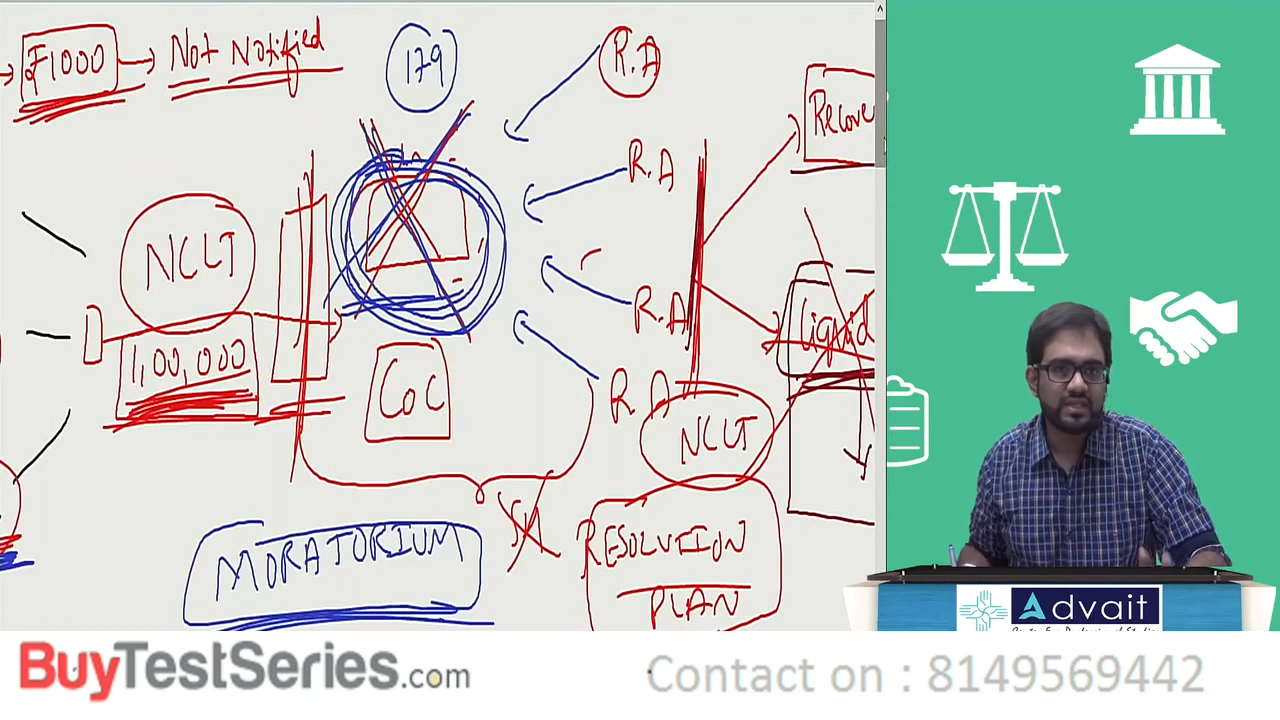 ₹1000 → Not Notified
179
R.A
R.A
Recove
NCLT
1,00,000
R.A
Liquid
CoC
R.A
NCLT
MORATORIUM
RESOLUTION
PLAN
Advait
BuyTestSeries.com
Contact on : 8149569442